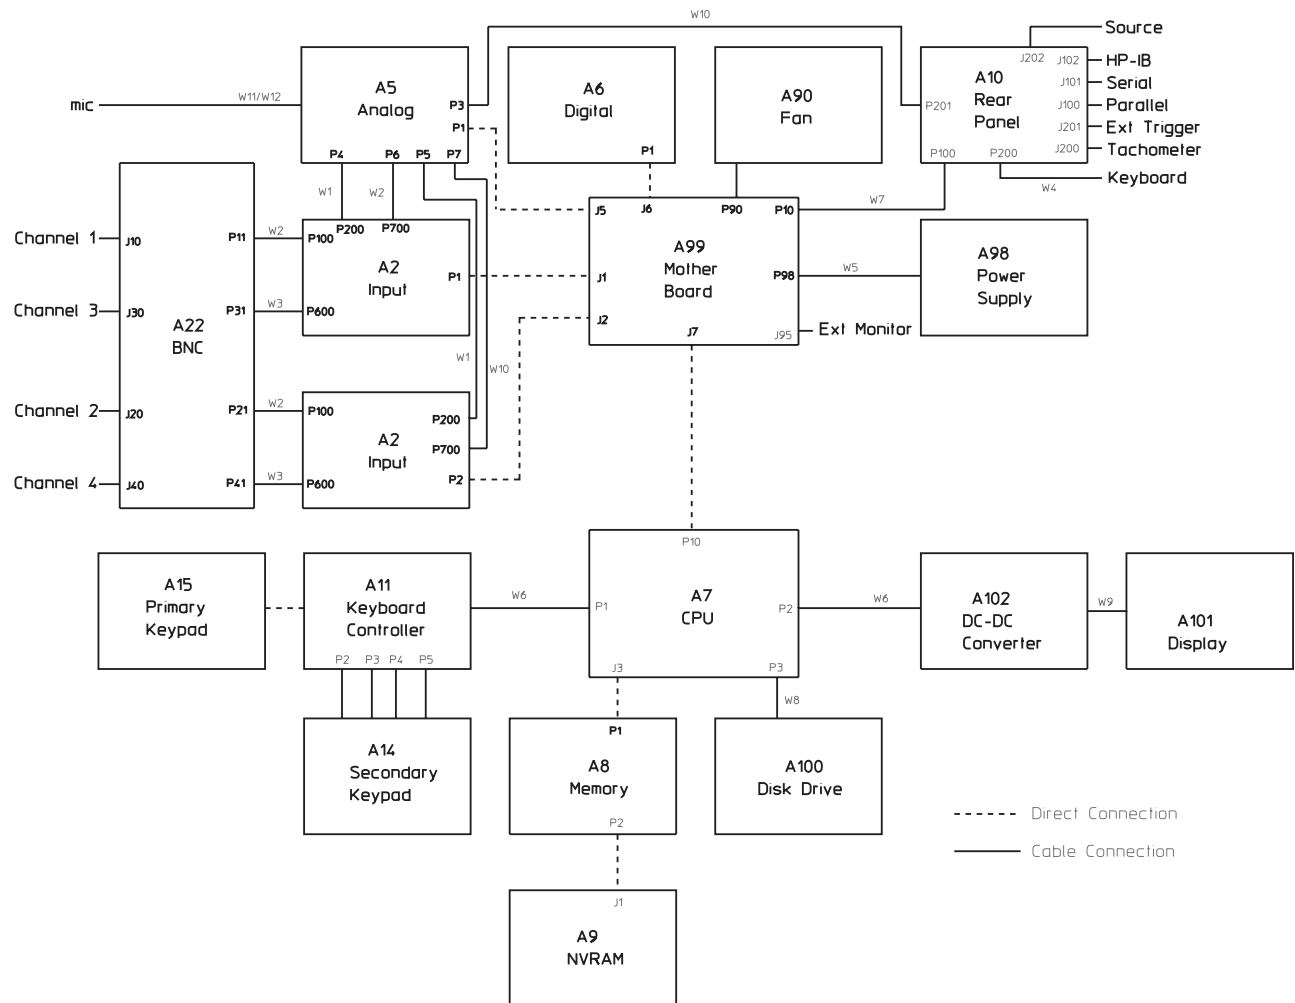 W10
Source
J202
J102
HP-IB
A5
Analog
A6
Digital
A90
Fan
A10
Rear
Panel
J101
Serial
mic
W11/W12
P3
P201
J100
Parallel
P1
J201
Ext Trigger
P4
P6
P5
P7
P1
P100
P200
J200
Tachometer
Keyboard
W4
W1
W2
J5
J6
P90
P10
W7
Channel 1
J10
P11
W2
P100
P200
P700
A2
Input
P1
J1
A99
Mother
Board
P98
W5
A98
Power
Supply
Channel 3
J30
P31
W3
P600
J2
J7
J95
Ext Monitor
A22
BNC
W1
W10
Channel 2
J20
P21
W2
P100
P200
A2
Input
P700
P2
Channel 4
J40
P41
W3
P600
P10
A15
Primary
Keypad
A11
Keyboard
Controller
W6
P1
A7
CPU
P2
W6
A102
DC-DC
Converter
W9
A101
Display
P2
P3
P4
P5
J3
P3
W8
A14
Secondary
Keypad
P1
A8
Memory
P2
A100
Disk Drive
Direct Connection
Cable Connection
J1
A9
NVRAM